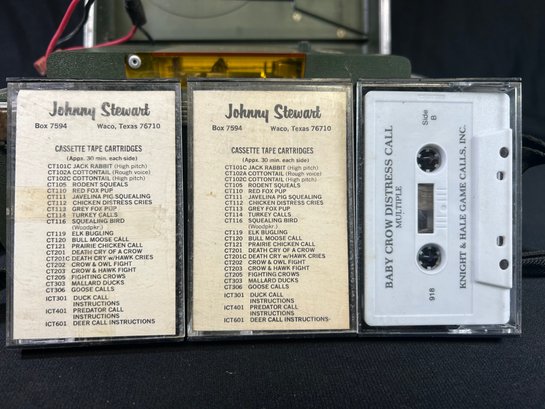 Johnny Stewart
Box 7594 Waco, Texas 76710
CASSETTE TAPE CARTRIDGES
(Appx. 30 min. each side)
CT101C JACK RABBIT (High pitch)
CT102A COTTONTAIL (Rough voice)
CT102C COTTONTAIL (High pitch)
CT105 RODENT SQUEALS
CT110 RED FOX PUP
CT111 JAVELINA PIG SQUEALING
CT112 CHICKEN DISTRESS CRIES
CT113 GREY FOX PUP
CT114 TURKEY CALLS
CT116 SQUEALING BIRD
(Woodpkr.)
CT119 ELK BUGLING
CT120 BULL MOOSE CALL
CT121 PRAIRIE CHICKEN CALL
CT201 DEATH CRY OF A CROW
CT201C DEATH CRY w/HAWK CRIES
CT202 CROW & OWL FIGHT
CT203 CROW & HAWK FIGHT
CT205 FIGHTING CROWS
CT303 MALLARD DUCKS
CT306 GOOSE CALLS
ICT301 DUCK CALL
INSTRUCTIONS
ICT401 PREDATOR CALL
INSTRUCTIONS
ICT601 DEER CALL INSTRUCTIONS
Johnny Stewart
Box 7594 Waco, Texas 76710
CASSETTE TAPE CARTRIDGES
(Appx. 30 min. each side)
CT101C JACK RABBIT (High pitch)
CT102A COTTONTAIL (Rough voice)
CT102C COTTONTAIL (High pitch)
CT105 RODENT SQUEALS
CT110 RED FOX PUP
CT111 JAVELINA PIG SQUEALING
CT112 CHICKEN DISTRESS CRIES
CT113 GREY FOX PUP
CT114 TURKEY CALLS
CT116 SQUEALING BIRD
(Woodpkr.)
CT119 ELK BUGLING
CT120 BULL MOOSE CALL
CT121 PRAIRIE CHICKEN CALL
CT201 DEATH CRY OF A CROW
CT201C DEATH CRY w/HAWK CRIES
CT202 CROW & OWL FIGHT
CT203 CROW & HAWK FIGHT
CT205 FIGHTING CROWS
CT303 MALLARD DUCKS
CT306 GOOSE CALLS
ICT301 DUCK CALL
INSTRUCTIONS
ICT401 PREDATOR CALL
INSTRUCTIONS
ICT601 DEER CALL INSTRUCTIONS
BABY CROW DISTRESS CALL
MULTIPLE
Side
B
918
KNIGHT & HALE GAME CALLS, INC.